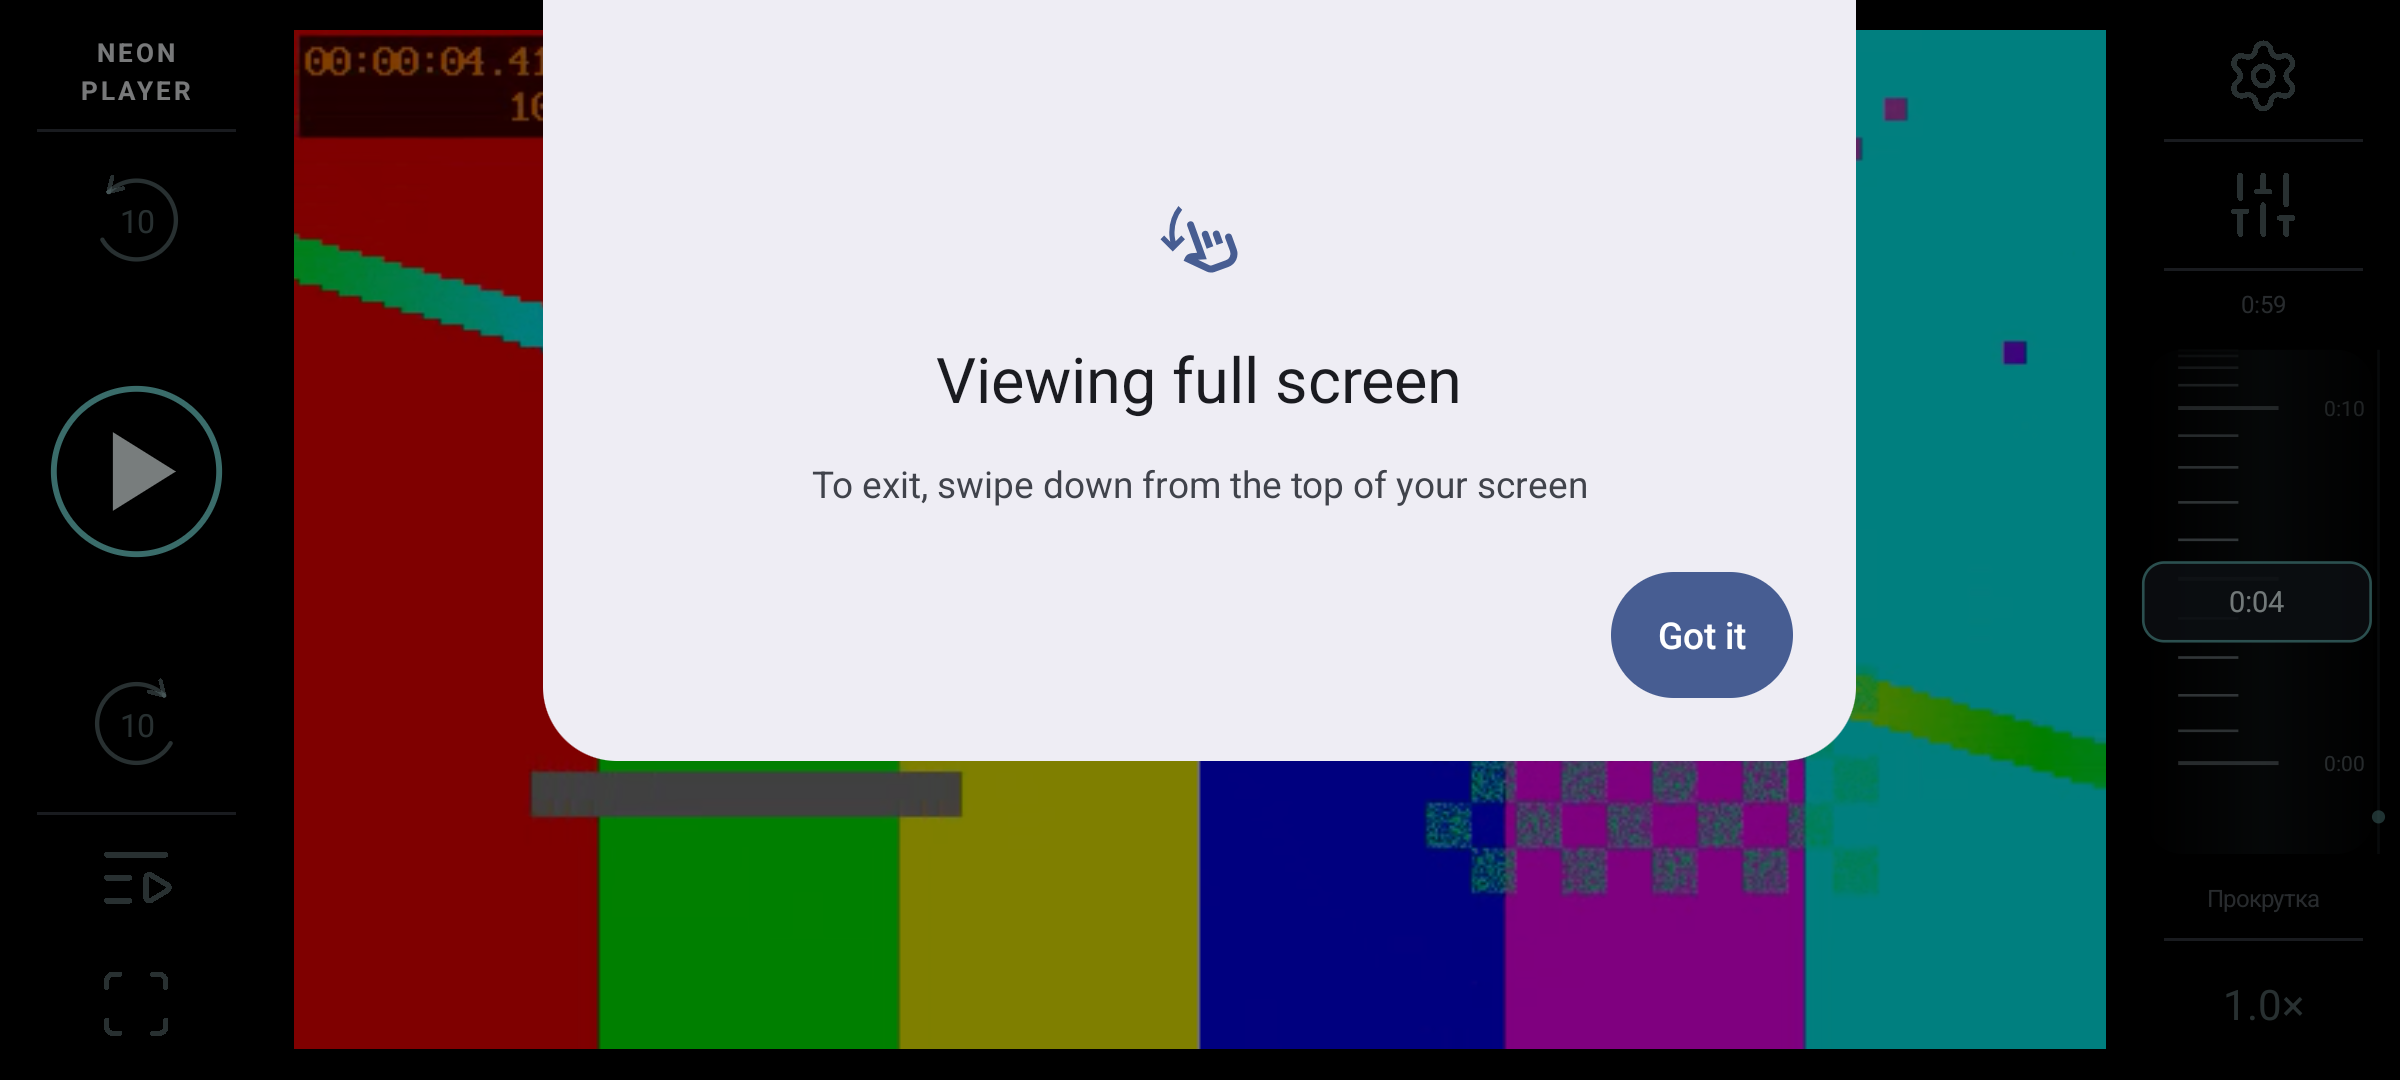 NEON
PLAYER
10
10
00:00:04.41
Viewing full screen
To exit, swipe down from the top of your screen
Got it
0:59
0:10
0:04
0:00
Прокрутка
1.0×